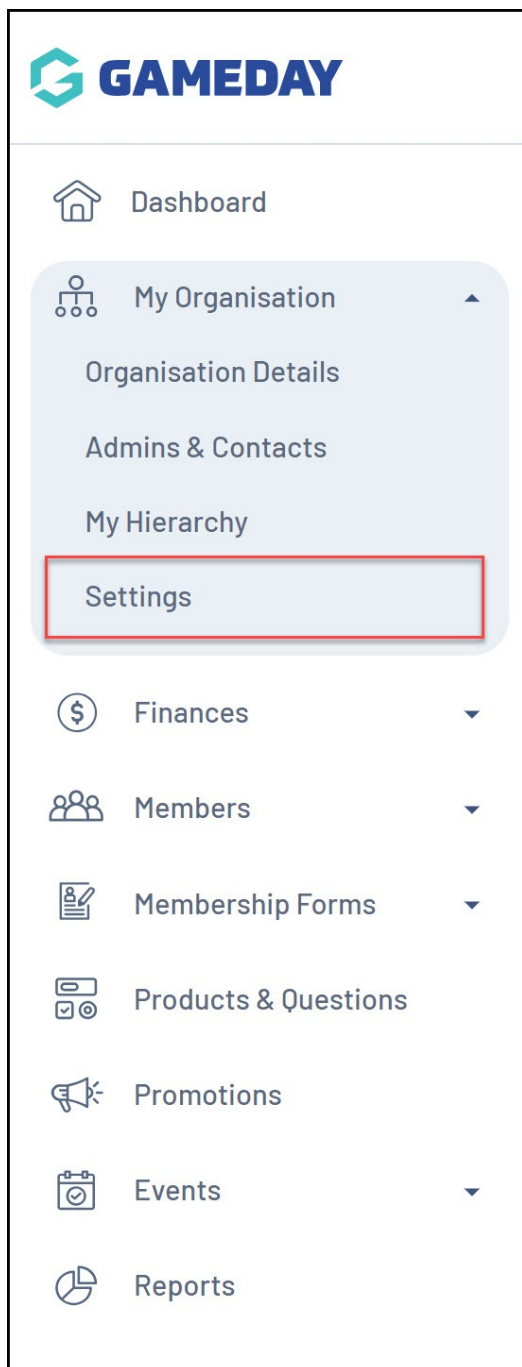 GAMEDAY
Dashboard
My Organisation
Organisation Details
Admins & Contacts
My Hierarchy
Settings
Finances
Members
Membership Forms
Products & Questions
Promotions
Events
Reports